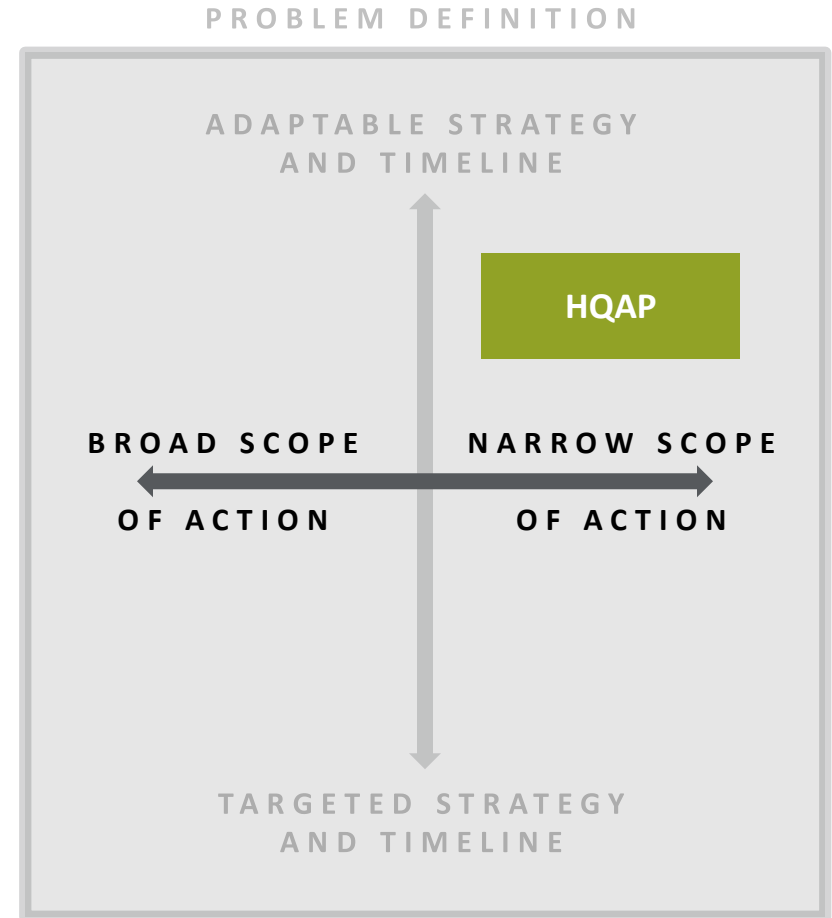 PROBLEM DEFINITION
ADAPTABLE STRATEGY
AND TIMELINE
HQAP
BROAD SCOPE
OF ACTION
NARROW SCOPE
OF ACTION
TARGETED STRATEGY
AND TIMELINE